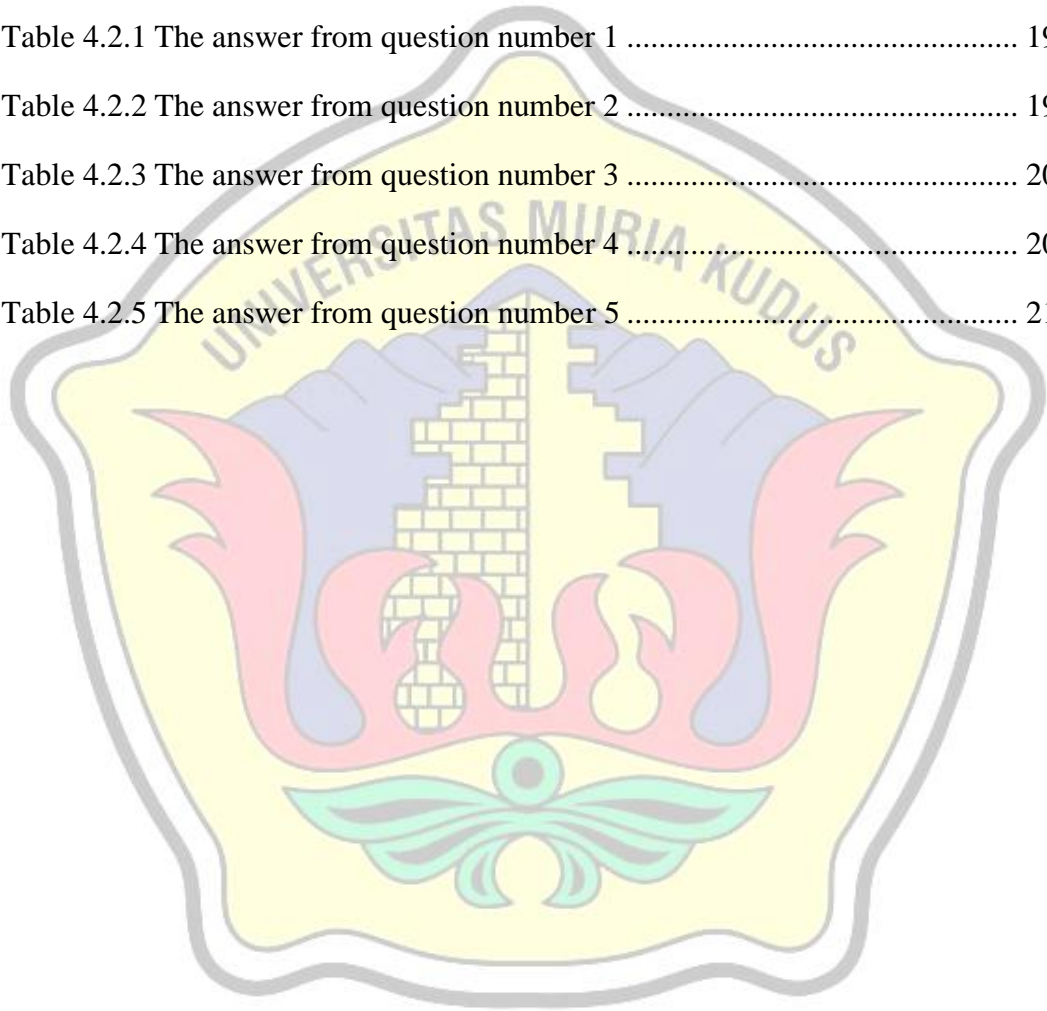 Table 4.2.1 The answer from question number 1 .................................................. 19
Table 4.2.2 The answer from question number 2 .................................................. 19
Table 4.2.3 The answer from question number 3 .................................................. 20
Table 4.2.4 The answer from question number 4 .................................................. 20
Table 4.2.5 The answer from question number 5 .................................................. 21
UNIVERSITAS MURIA KUDUS